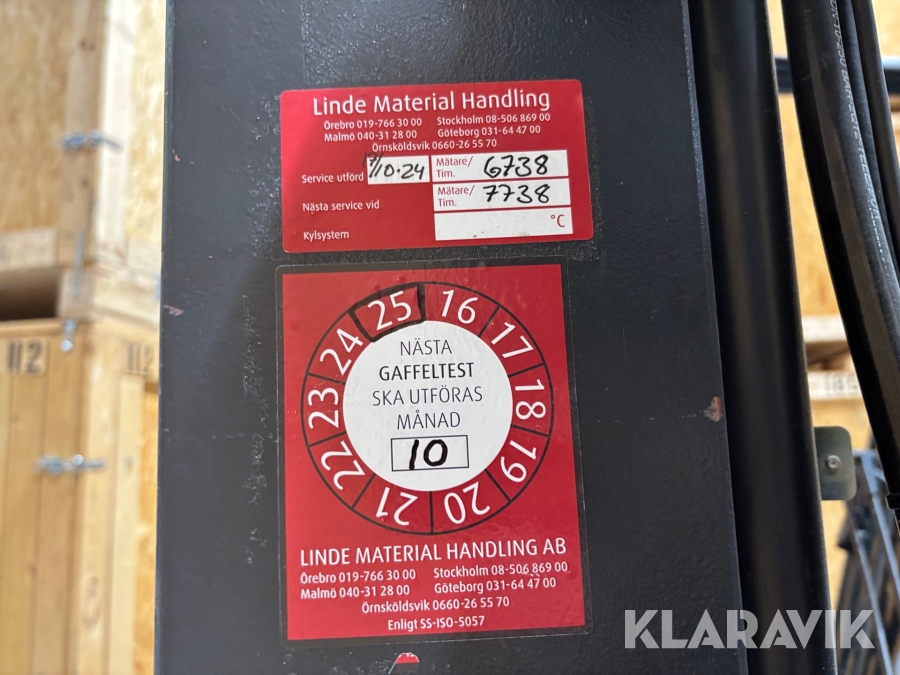 Linde Material Handling
Örebro 019-766 30 00 Stockholm 08-506 869 00
Malmö 040-31 28 00 Göteborg 031-64 47 00
Örnsköldsvik 0660-26 55 70
Service utförd 7/10-24 Mätare/Tim. 6738
Nästa service vid Mätare/Tim. 7738
Kylsystem °C
25 16 17 18 19 20 21 22 23 24
NÄSTA
GAFFELTEST
SKA UTFÖRAS
MÅNAD
10
LINDE MATERIAL HANDLING AB
Örebro 019-766 30 00 Stockholm 08-506 869 00
Malmö 040-31 28 00 Göteborg 031-64 47 00
Örnsköldsvik 0660-26 55 70
Enligt SS-ISO-5057
112
KLARAVIK